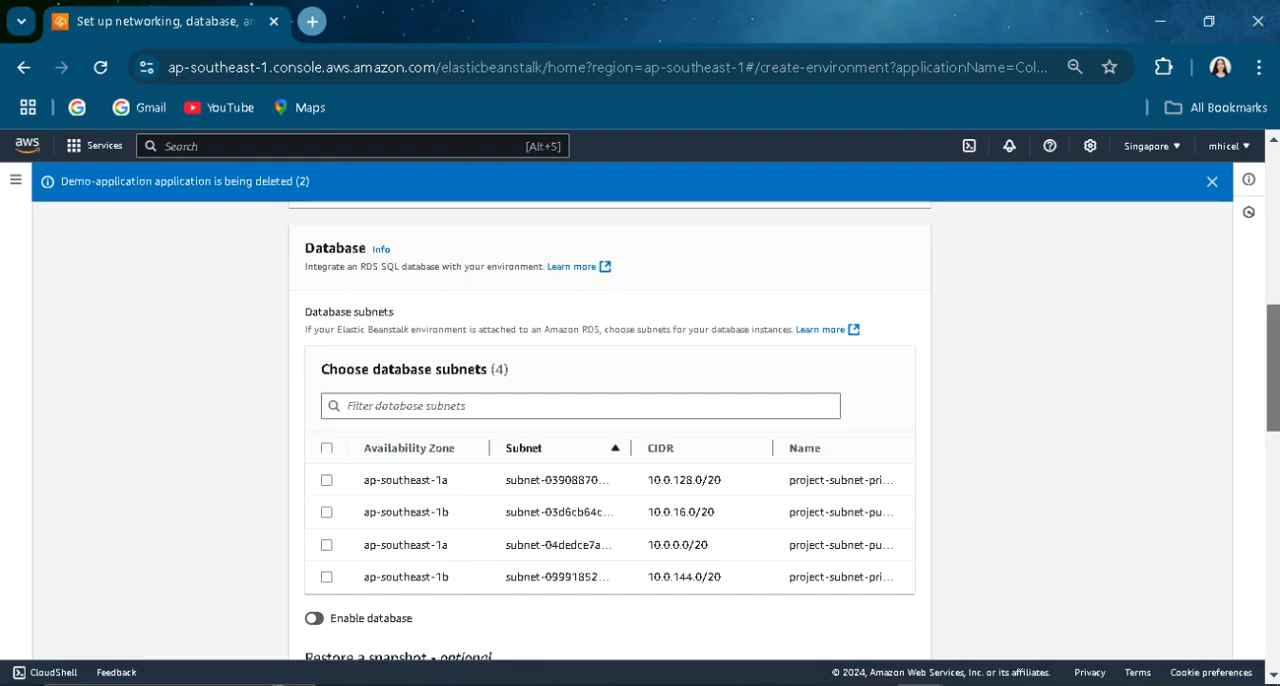 Set up networking, database, an
ap-southeast-1.console.aws.amazon.com/elasticbeanstalk/home?region=ap-southeast-1#/create-environment?applicationName=Col...
Gmail
YouTube
Maps
All Bookmarks
aws
Services
Search
[Alt+S]
Singapore
mhicel
Demo-application application is being deleted (2)
Database Info
Integrate an RDS SQL database with your environment. Learn more
Database subnets
If your Elastic Beanstalk environment is attached to an Amazon RDS, choose subnets for your database instances. Learn more
Choose database subnets (4)
Filter database subnets
Availability Zone Subnet CIDR Name
ap-southeast-1a subnet-03908870... 10.0.128.0/20 project-subnet-pri...
ap-southeast-1b subnet-03d6cb64c... 10.0.16.0/20 project-subnet-pu...
ap-southeast-1a subnet-04dedce7a... 10.0.0.0/20 project-subnet-pu...
ap-southeast-1b subnet-09991852... 10.0.144.0/20 project-subnet-pri...
Enable database
Restore a snapshot - optional
CloudShell Feedback © 2024, Amazon Web Services, Inc. or its affiliates. Privacy Terms Cookie preferences